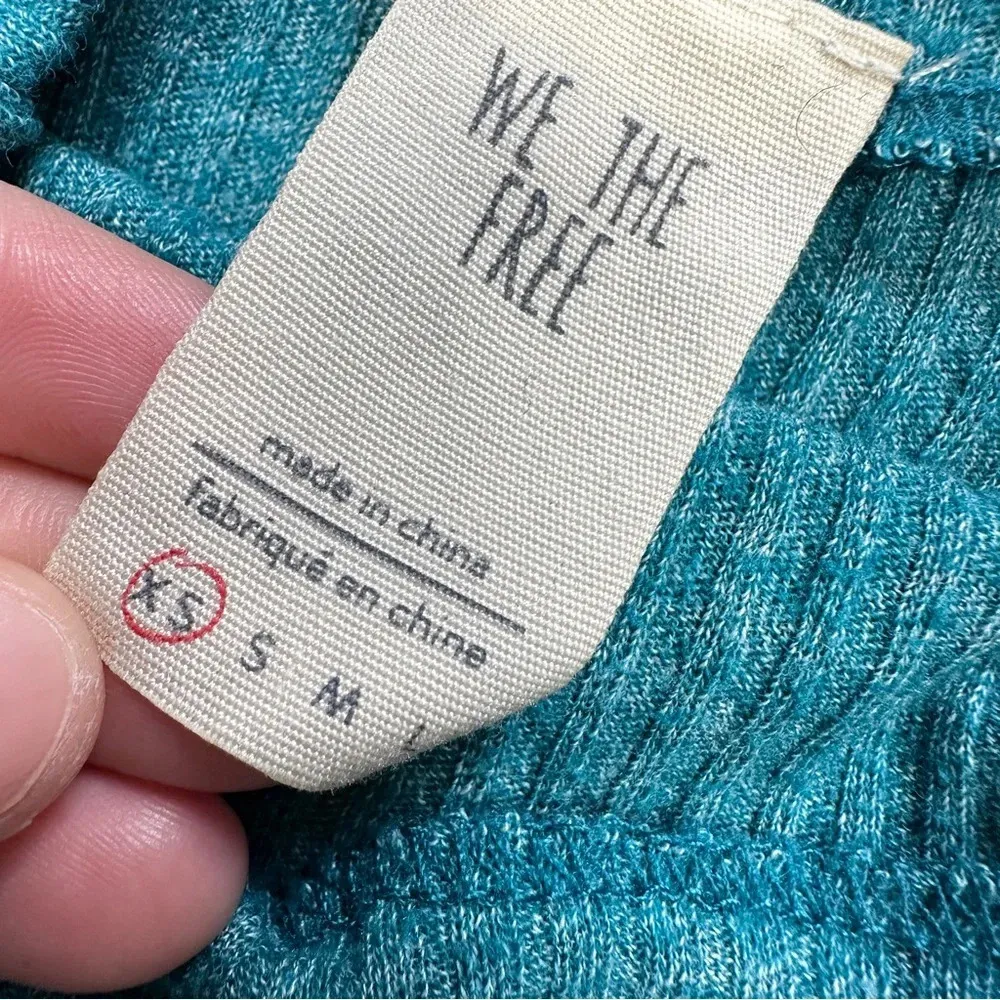 WE THE
FREE
made in china
Fabriqué en chine
XS S M L